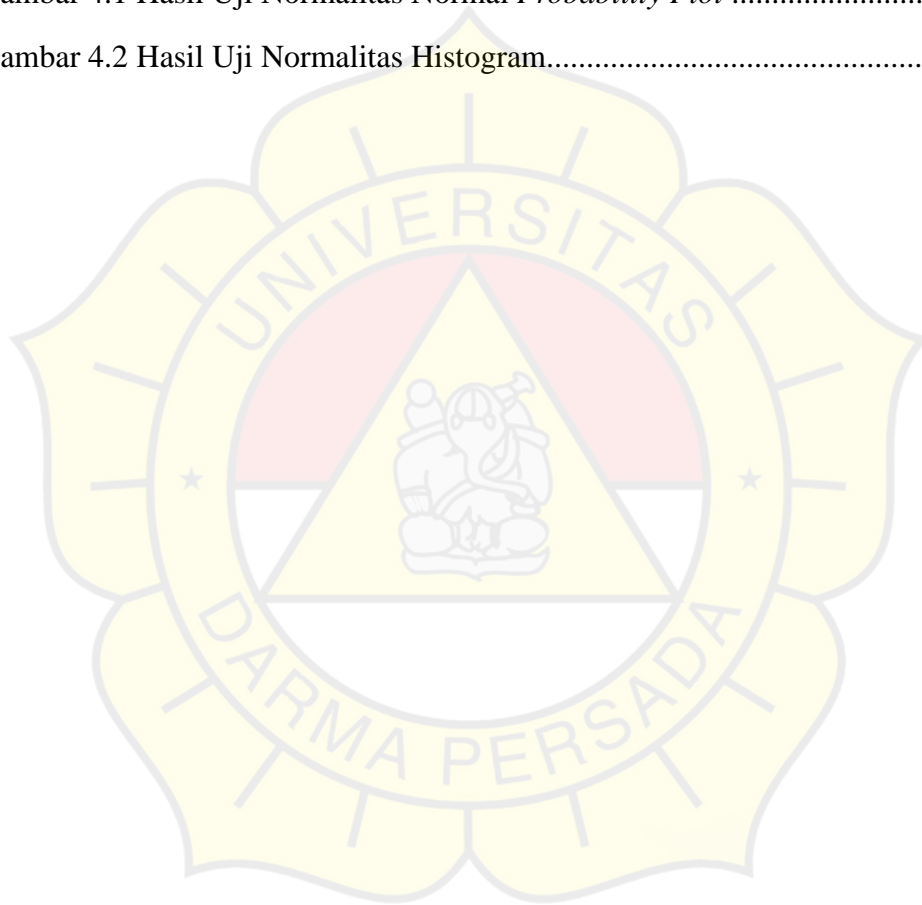 ambar 4.1 Hasil Uji Normalitas Normal Probability Plot ........................
ambar 4.2 Hasil Uji Normalitas Histogram...............................................
UNIVERSITAS
DARMA PERSADA